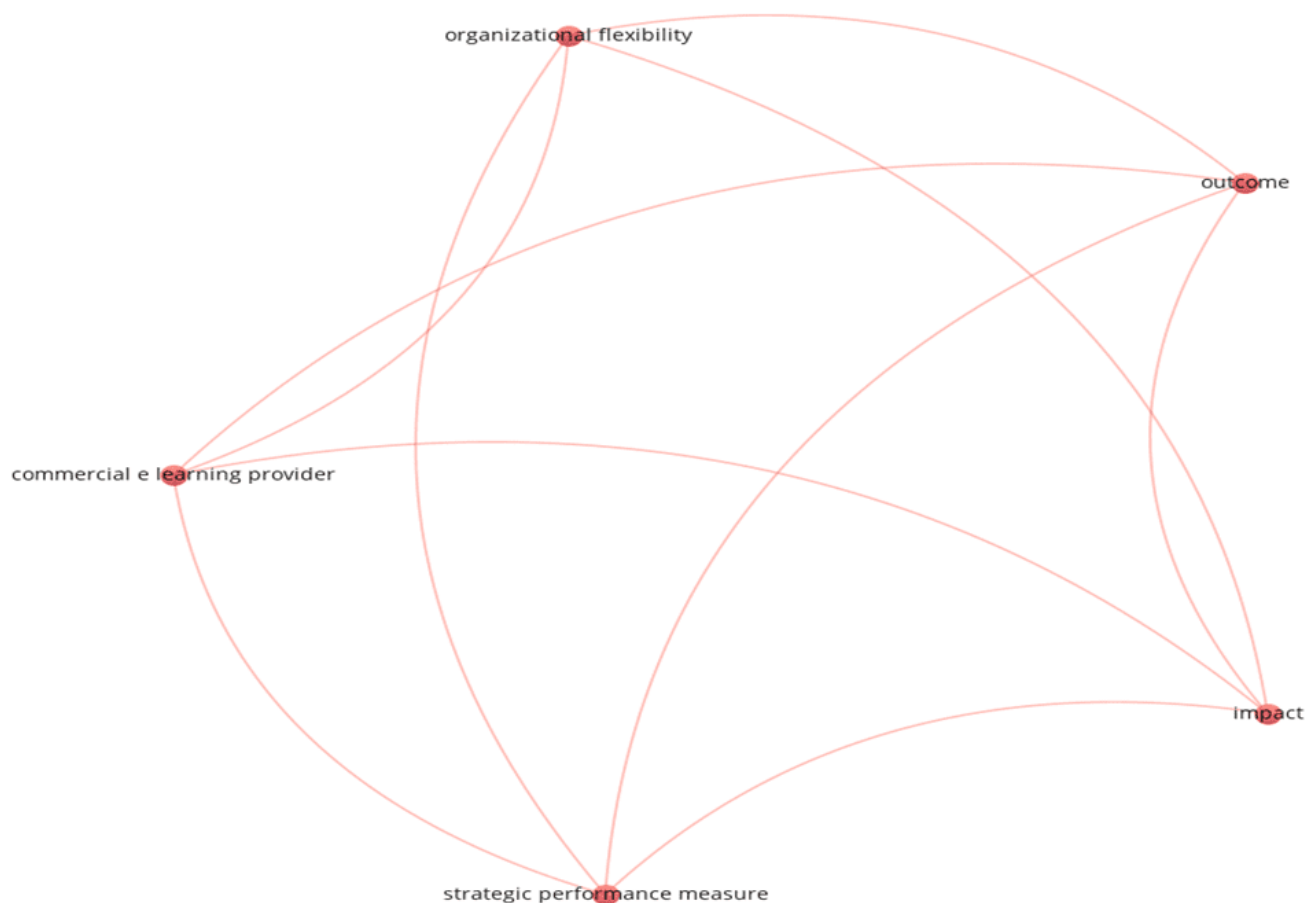 organizational flexibility
outcome
commercial e learning provider
impact
strategic performance measure